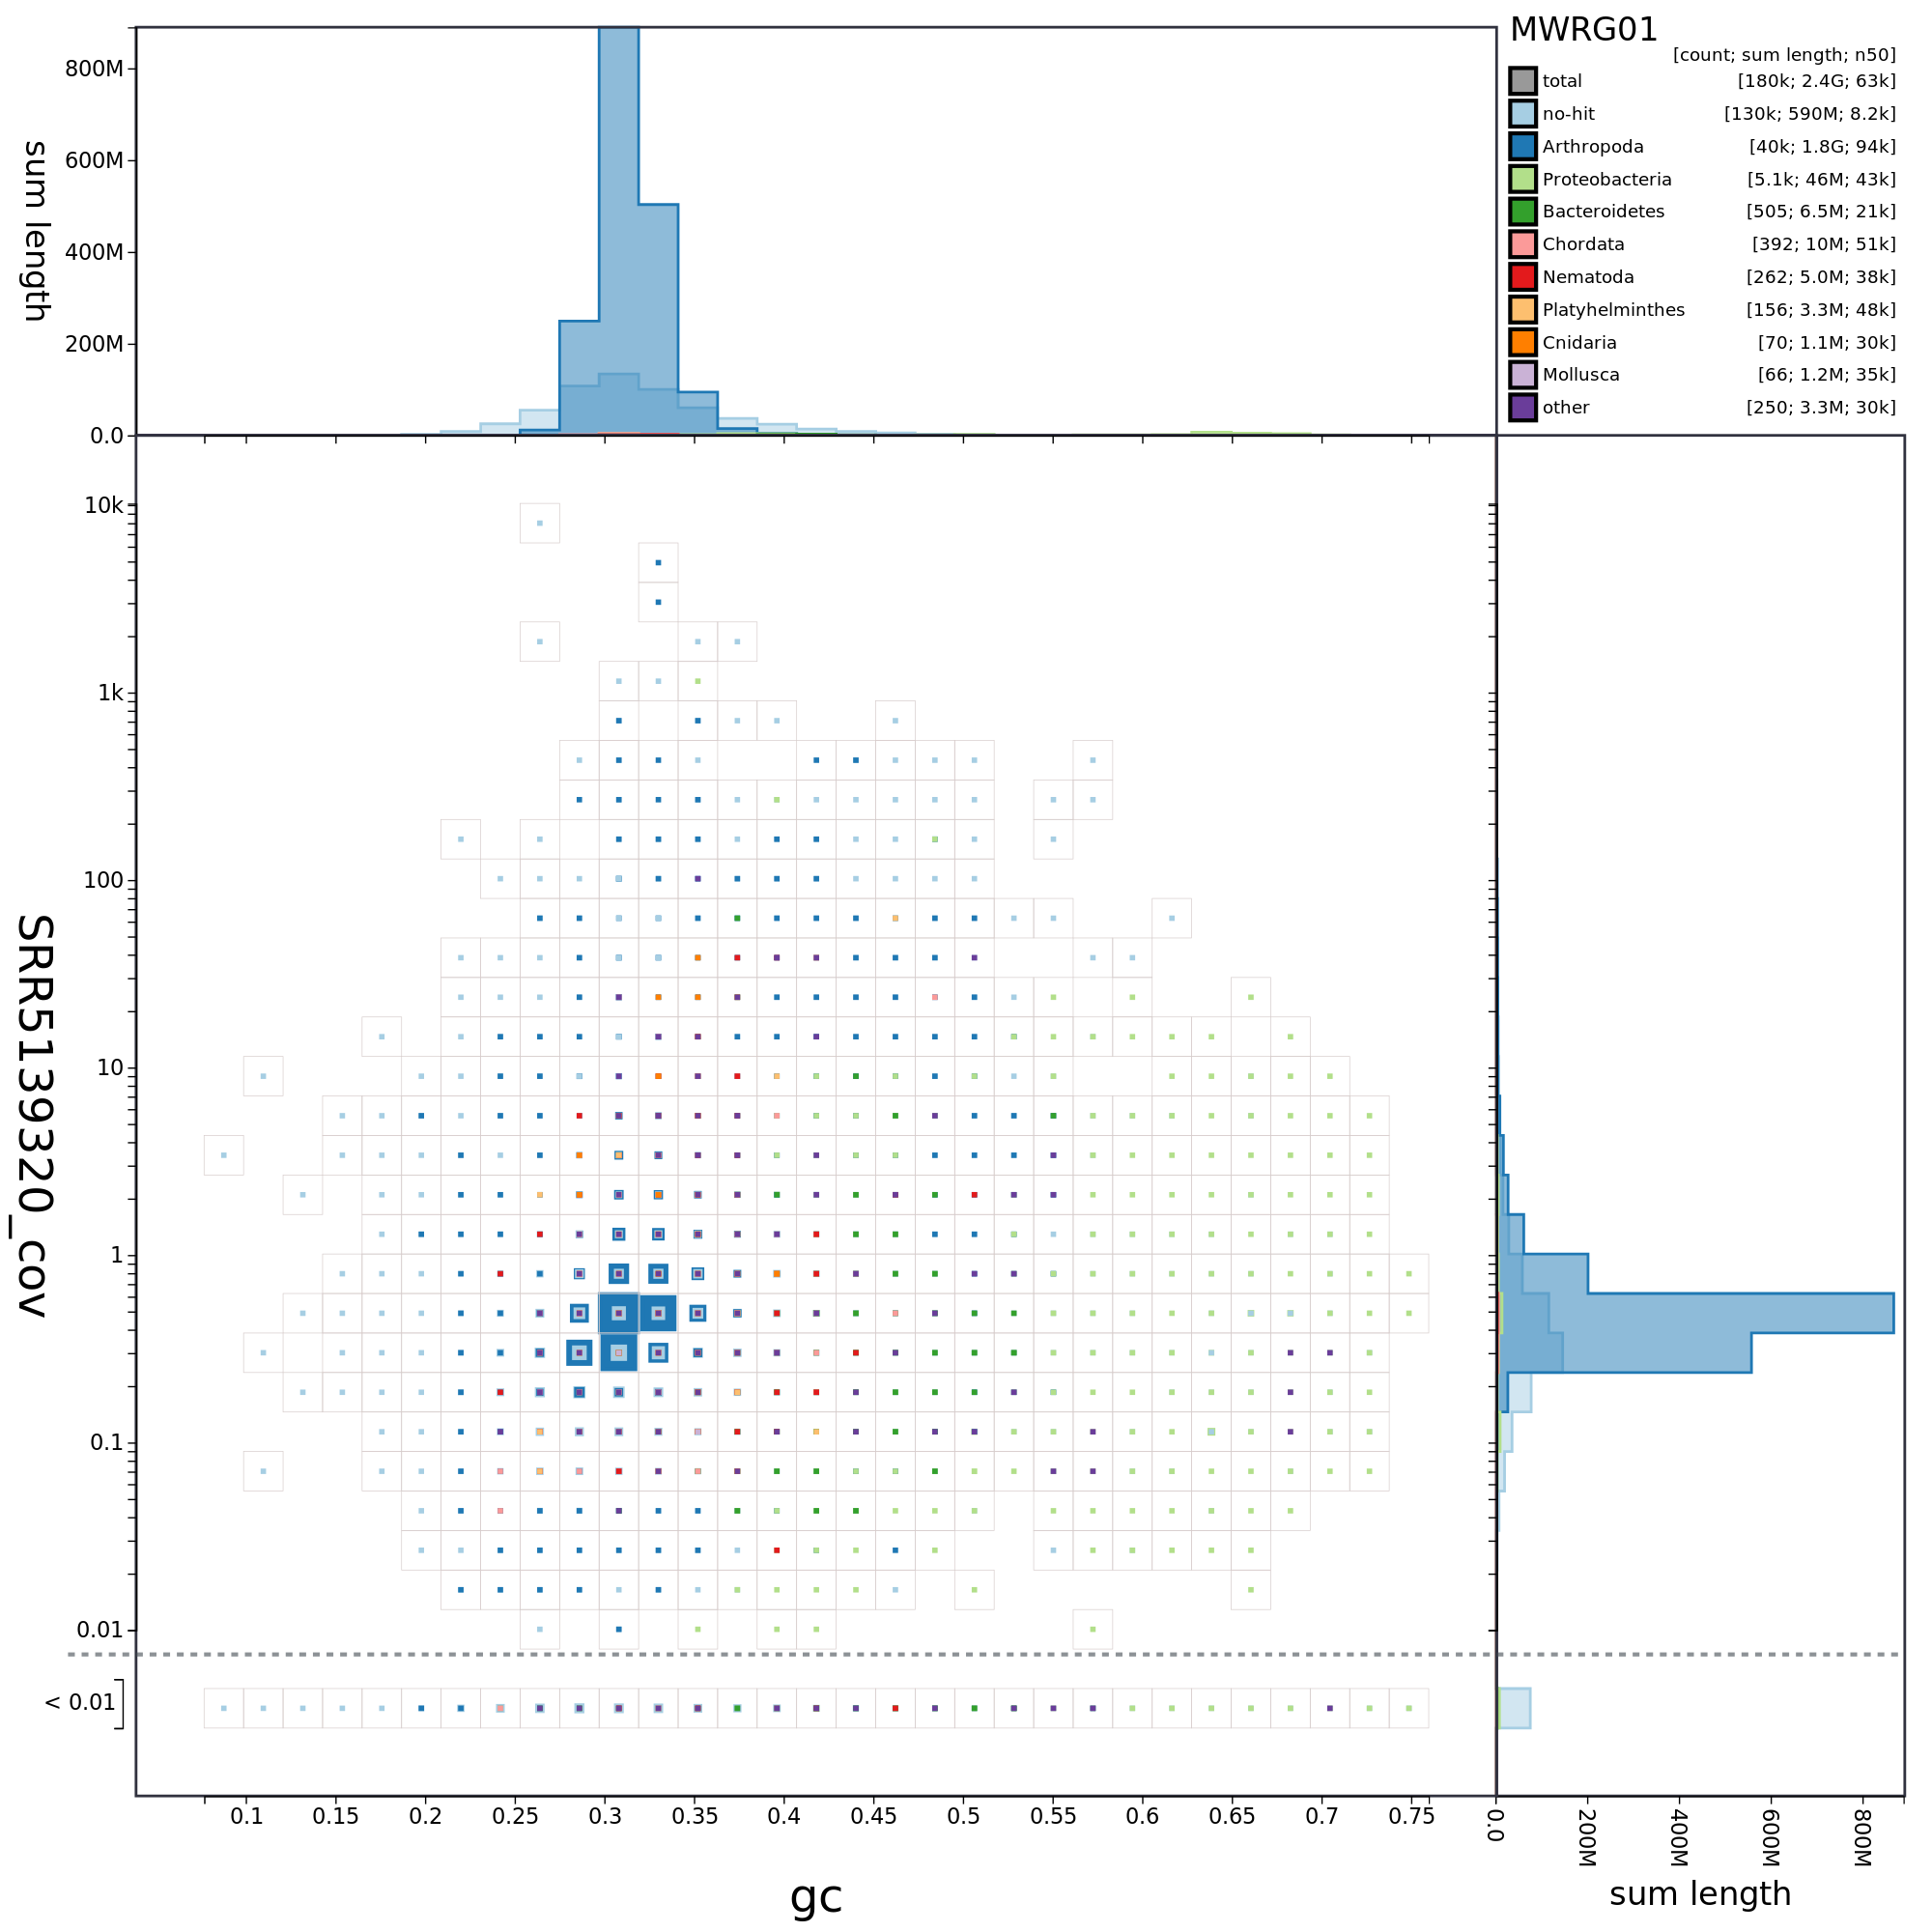 MWRG01
[count; sum length; n50]
total [180k; 2.4G; 63k]
no-hit [130k; 590M; 8.2k]
Arthropoda [40k; 1.8G; 94k]
Proteobacteria [5.1k; 46M; 43k]
Bacteroidetes [505; 6.5M; 21k]
Chordata [392; 10M; 51k]
Nematoda [262; 5.0M; 38k]
Platyhelminthes [156; 3.3M; 48k]
Cnidaria [70; 1.1M; 30k]
Mollusca [66; 1.2M; 35k]
other [250; 3.3M; 30k]
sum length
800M
600M
400M
200M
0.0
SRR5139320_cov
10k
1k
100
10
1
0.1
0.01
< 0.01
0.1 0.15 0.2 0.25 0.3 0.35 0.4 0.45 0.5 0.55 0.6 0.65 0.7 0.75
gc
0.0 200M 400M 600M 800M
sum length